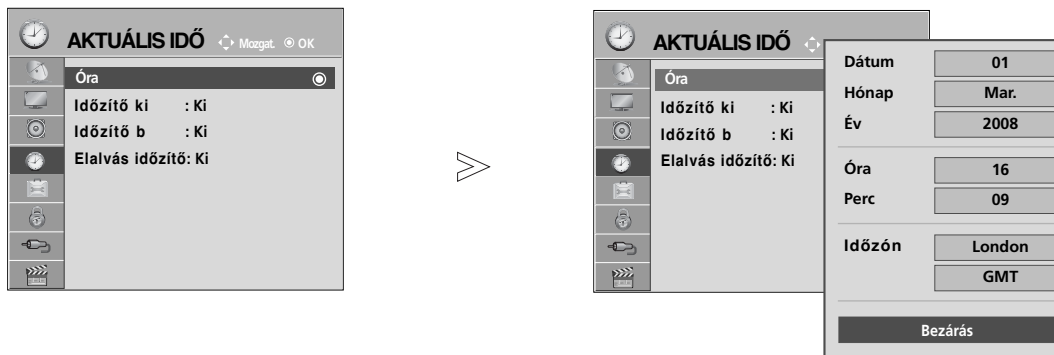 AKTUÁLIS IDŐ Mozgat. OK
Óra
Időzítő ki : Ki
Időzítő b : Ki
Elalvás időzítő: Ki
AKTUÁLIS IDŐ
Óra
Időzítő ki : Ki
Időzítő b : Ki
Elalvás időzítő: Ki
Dátum 01
Hónap Mar.
Év 2008
Óra 16
Perc 09
Időzón London
GMT
Bezárás